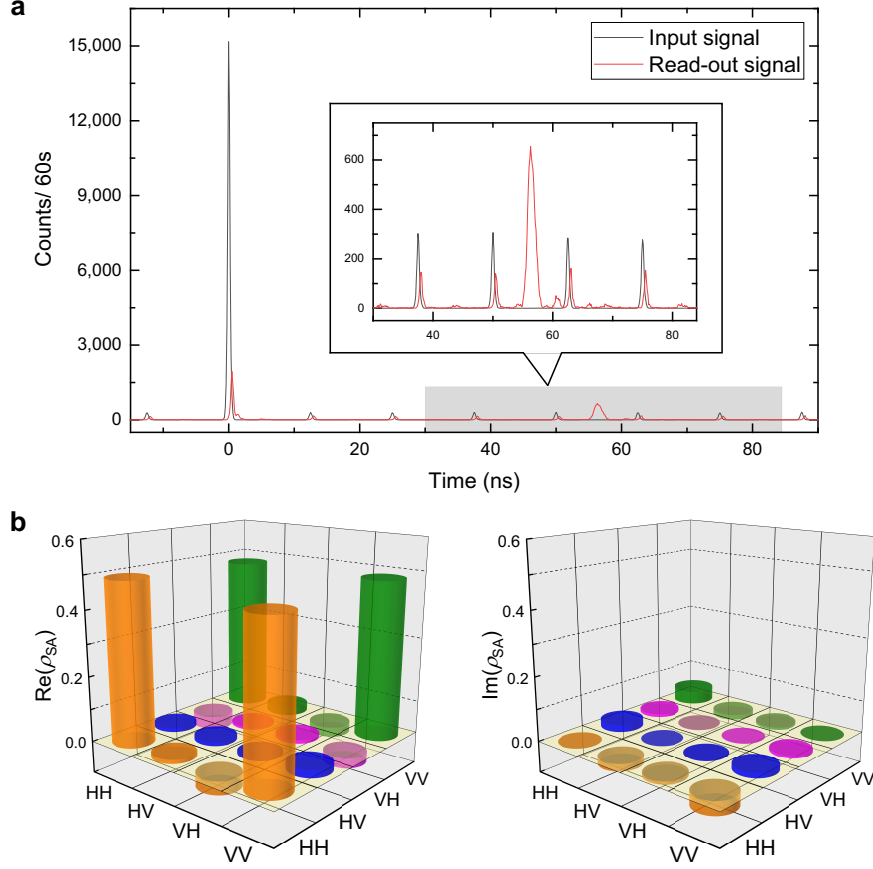 a
Input signal
Read-out signal
Counts/ 60s
15,000
12,000
9,000
6,000
3,000
0
600
400
200
0
40
60
80
0
20
40
60
80
Time (ns)
b
Re(ρSA)
0.6
0.4
0.2
0.0
HH
HV
VH
VV
HH
HV
VH
VV
Im(ρSA)
0.6
0.4
0.2
0.0
HH
HV
VH
VV
HH
HV
VH
VV